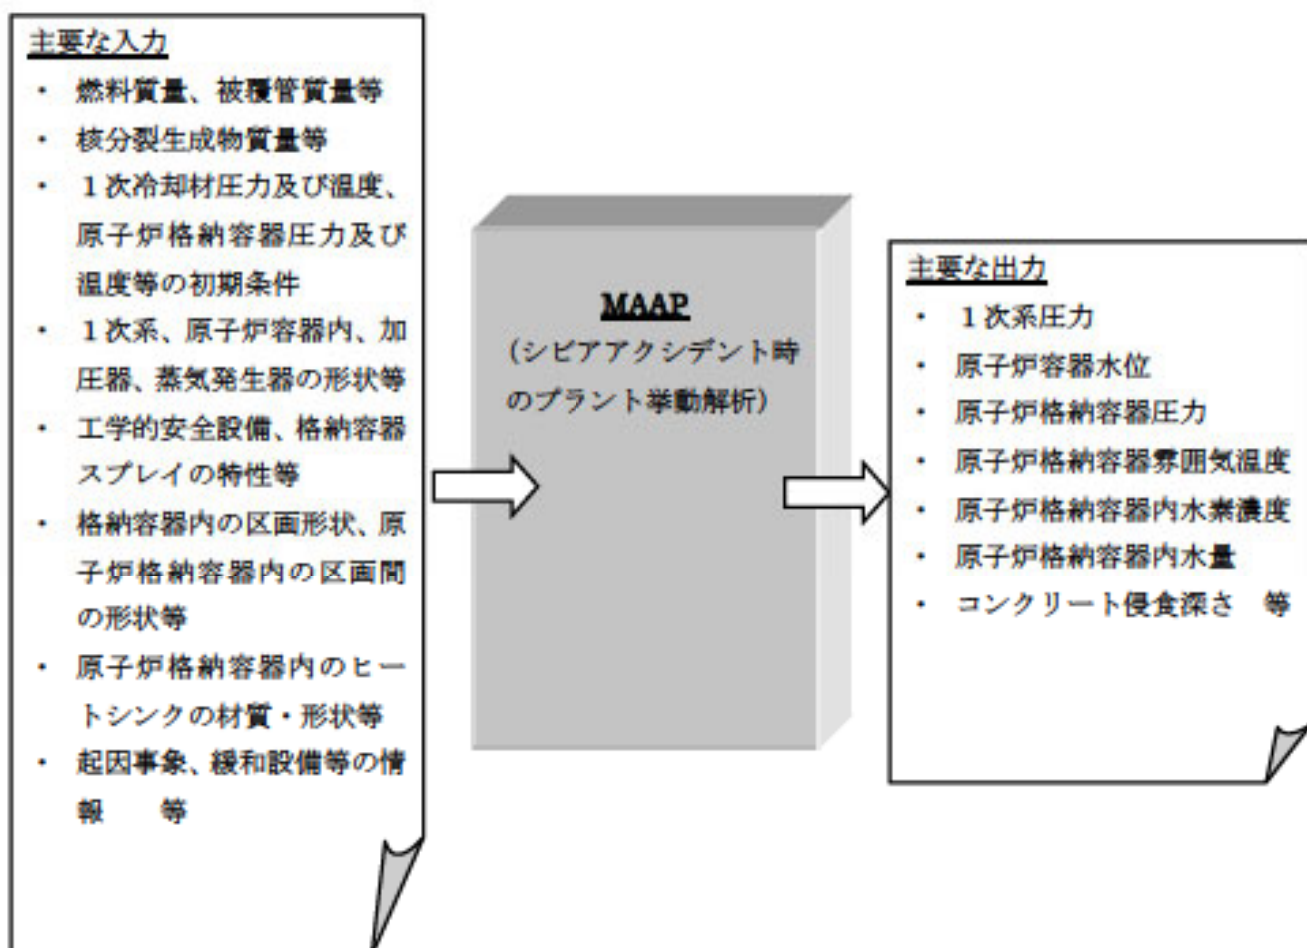 主要な入力
・ 燃料質量、被覆管質量等
・ 核分裂生成物質量等
・ １次冷却材圧力及び温度、
原子炉格納容器圧力及び
温度等の初期条件
・ １次系、原子炉容器内、加
圧器、蒸気発生器の形状等
・ 工学的安全設備、格納容器
スプレイの特性等
・ 格納容器内の区画形状、原
子炉格納容器内の区画間
の形状等
・ 原子炉格納容器内のヒー
トシンクの材質・形状等
・ 起因事象、緩和設備等の情
報　等
MAAP
（シビアアクシデント時
のプラント挙動解析）
主要な出力
・ １次系圧力
・ 原子炉容器水位
・ 原子炉格納容器圧力
・ 原子炉格納容器雰囲気温度
・ 原子炉格納容器内水素濃度
・ 原子炉格納容器内水量
・ コンクリート侵食深さ　等